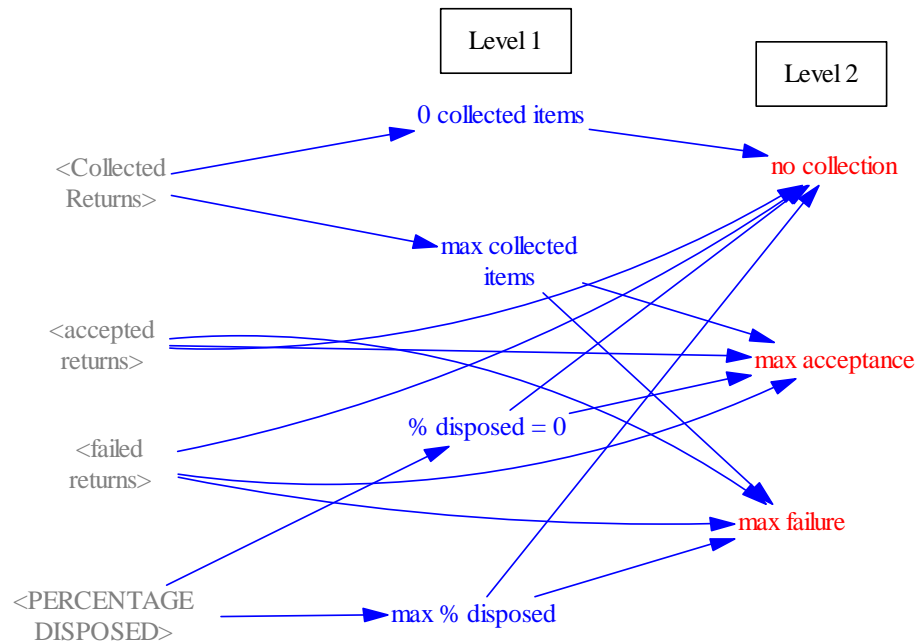 Level 1
Level 2
0 collected items
<Collected
Returns>
no collection
max collected
items
<accepted
returns>
max acceptance
% disposed = 0
<failed
returns>
max failure
<PERCENTAGE
DISPOSED>
max % disposed